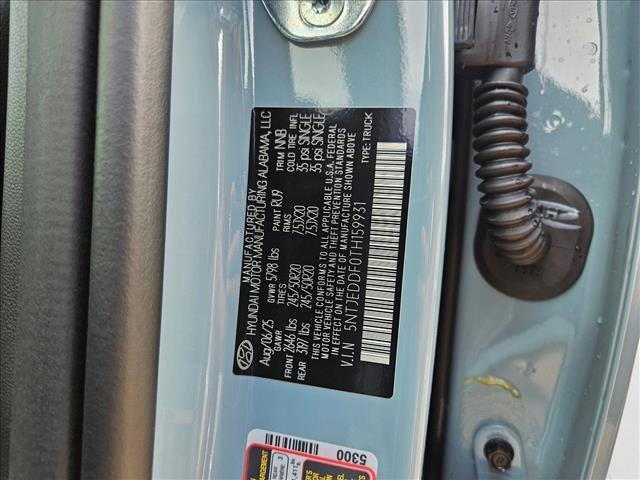 MANUFACTURED BY
HYUNDAI MOTOR MANUFACTURING ALABAMA, LLC
Aug/06/25 GVWR 5798 lbs PAINT RU9 TRIM NNB
GAWR TIRES RIMS COLD TIRE INFL
FRONT 2646 lbs 245/50R20 7.5JX20 35 psi SINGLE
REAR 3197 lbs 245/50R20 7.5JX20 35 psi SINGLE
THIS VEHICLE CONFORMS TO ALL APPLICABLE U.S.A. FEDERAL
MOTOR VEHICLE SAFETY AND THEFT PREVENTION STANDARDS
IN EFFECT ON THE DATE OF MANUFACTURE SHOWN ABOVE
V.I.N 5NTJEDDF0TH159931 TYPE: TRUCK
5300